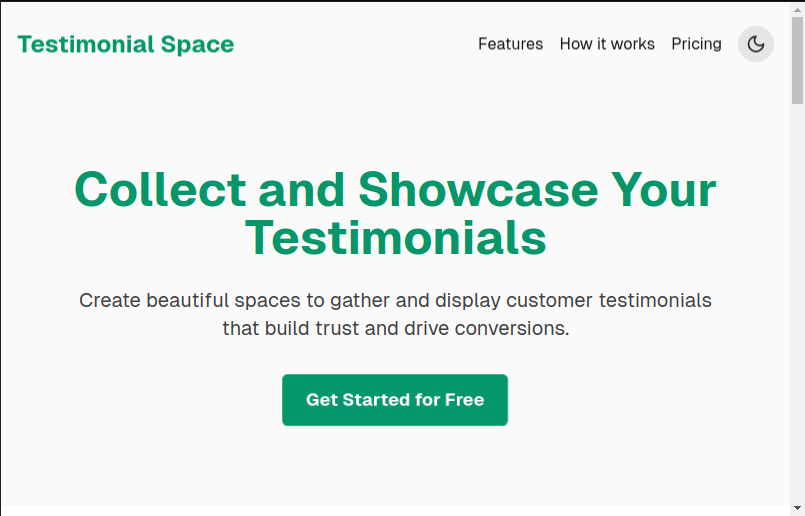 Testimonial Space
Features How it works Pricing
Collect and Showcase Your
Testimonials
Create beautiful spaces to gather and display customer testimonials
that build trust and drive conversions.
Get Started for Free